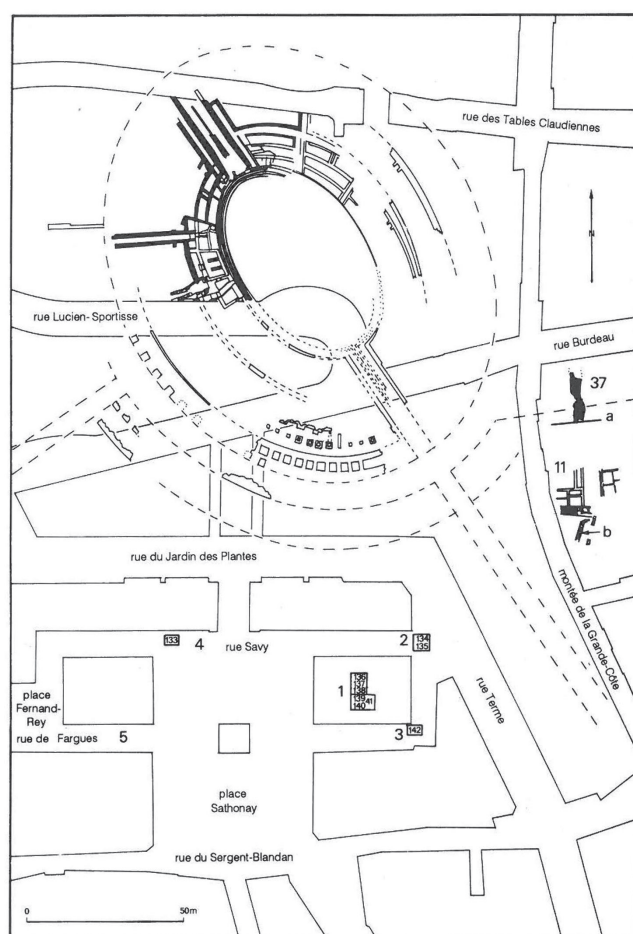 rue des Tables Claudiennes
N
rue Lucien-Sportisse
rue Burdeau
37
a
11
b
rue du Jardin des Plantes
montée de la Grande-Côte
133
4
rue Savy
2
134
135
1
136
137
138
139
41
140
place
Fernand-
Rey
rue de Fargues
5
3
142
rue Terme
place
Sathonay
rue du Sergent-Blandan
0
50m